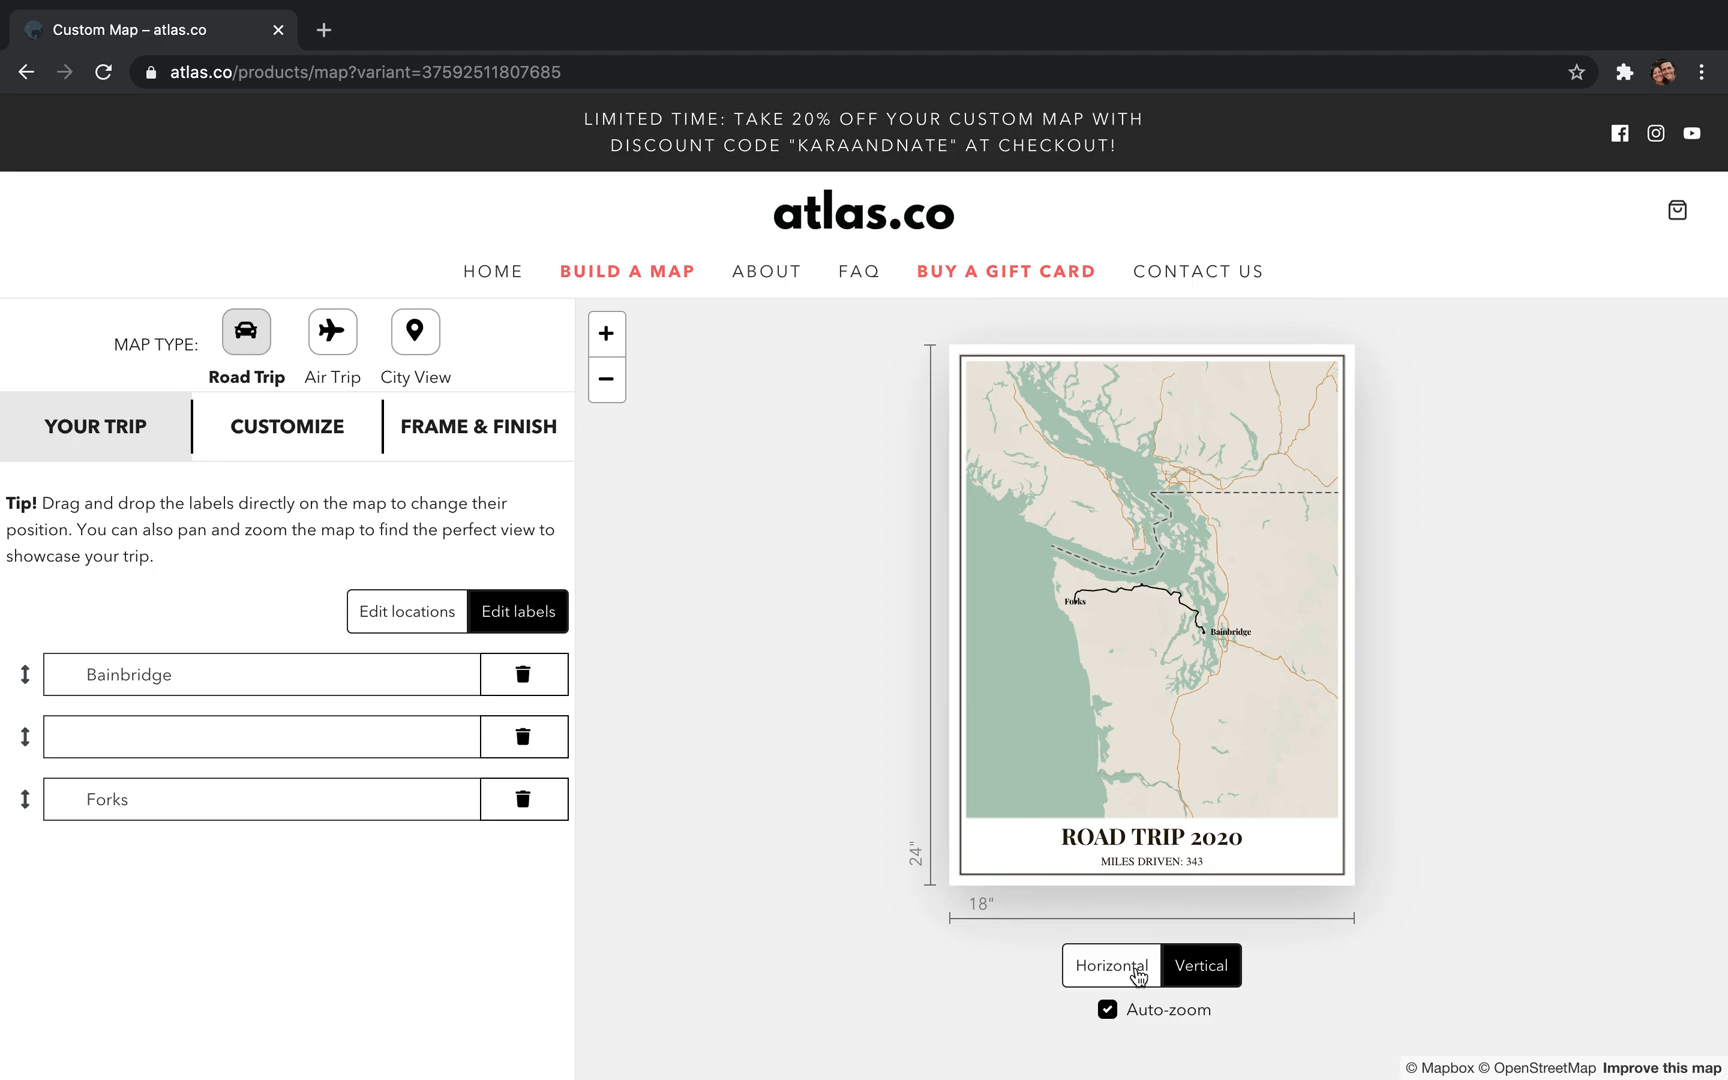 Custom Map – atlas.co
atlas.co/products/map?variant=37592511807685
LIMITED TIME: TAKE 20% OFF YOUR CUSTOM MAP WITH
DISCOUNT CODE "KARAANDNATE" AT CHECKOUT!
atlas.co
HOME BUILD A MAP ABOUT FAQ BUY A GIFT CARD CONTACT US
MAP TYPE:
Road Trip Air Trip City View
YOUR TRIP CUSTOMIZE FRAME & FINISH
Tip! Drag and drop the labels directly on the map to change their
position. You can also pan and zoom the map to find the perfect view to
showcase your trip.
Edit locations Edit labels
Bainbridge
Forks
+
−
Forks
Bainbridge
ROAD TRIP 2020
MILES DRIVEN: 343
24"
18"
Horizontal Vertical
Auto-zoom
© Mapbox © OpenStreetMap Improve this map